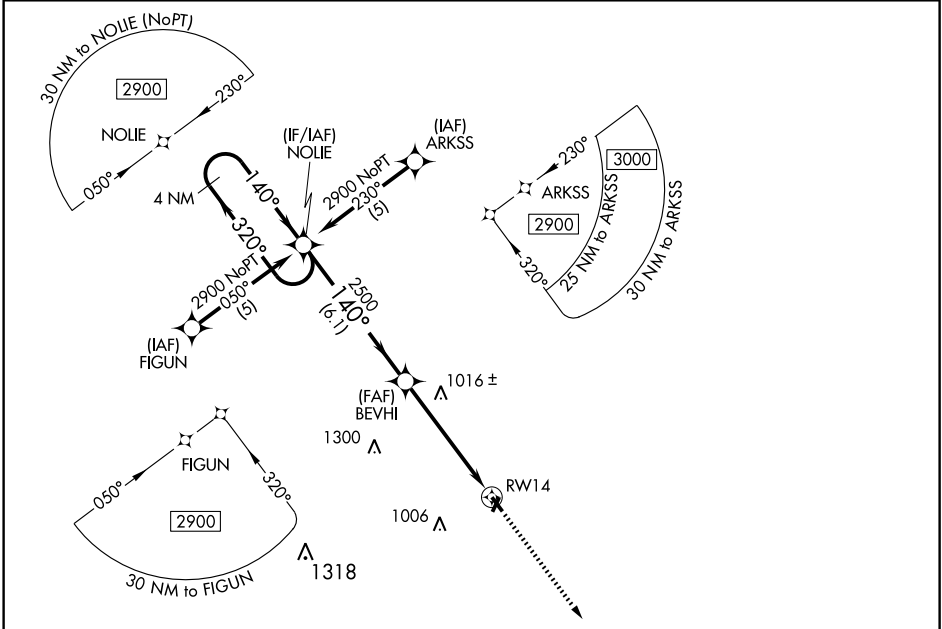 30 NM to NOLIE (NoPT)
2900
230°
NOLIE
050°
4 NM
140°
320°
(IF/IAF)
NOLIE
(IAF)
ARKSS
2900 NoPT
230°
(5)
2900 NoPT
050°
(5)
(IAF)
FIGUN
2500
140°
(6.1)
(FAF)
BEVHI
1016 ±
1300
RW14
1006
1318
230°
3000
ARKSS
2900
320°
25 NM to ARKSS
30 NM to ARKSS
FIGUN
050°
320°
2900
30 NM to FIGUN